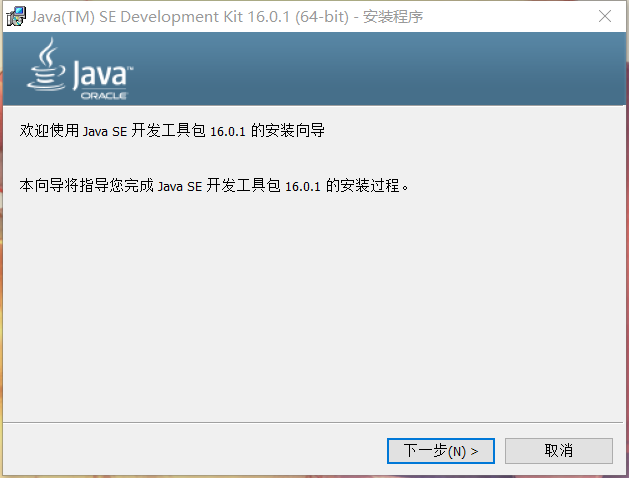 Java(TM) SE Development Kit 16.0.1 (64-bit) - 安装程序
Java™
ORACLE
欢迎使用 Java SE 开发工具包 16.0.1 的安装向导
本向导将指导您完成 Java SE 开发工具包 16.0.1 的安装过程。
下一步(N) >
取消